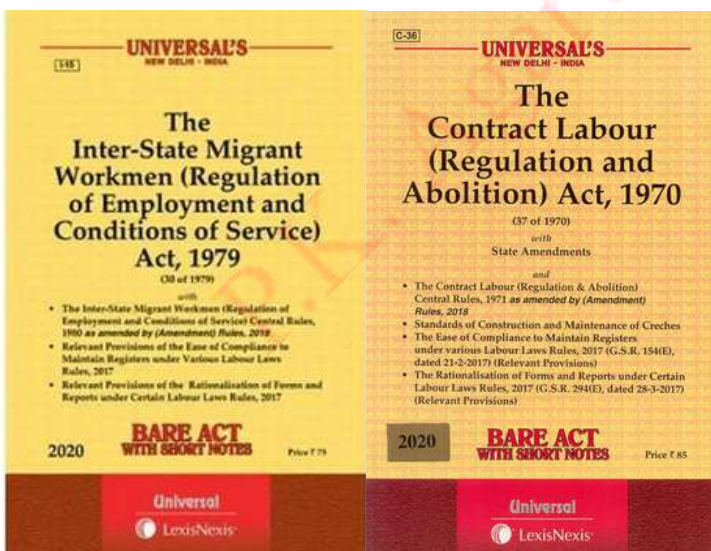 UNIVERSAL'S
NEW DELHI - INDIA
I-15
The
Inter-State Migrant
Workmen (Regulation
of Employment and
Conditions of Service)
Act, 1979
(30 of 1979)
with
• The Inter-State Migrant Workmen (Regulation of
Employment and Conditions of Service) Central Rules,
1980 as amended by (Amendment) Rules, 2018
• Relevant Provisions of the Ease of Compliance to
Maintain Registers under Various Labour Laws
Rules, 2017
• Relevant Provisions of the Rationalisation of Forms and
Reports under Certain Labour Laws Rules, 2017
2020
BARE ACT
WITH SHORT NOTES
Price ₹ 79
Universal
LexisNexis
C-36
UNIVERSAL'S
NEW DELHI - INDIA
The
Contract Labour
(Regulation and
Abolition) Act, 1970
(37 of 1970)
with
State Amendments
and
• The Contract Labour (Regulation & Abolition)
Central Rules, 1971 as amended by (Amendment)
Rules, 2018
• Standards of Construction and Maintenance of Creches
• The Ease of Compliance to Maintain Registers
under various Labour Laws Rules, 2017 (G.S.R. 154(E),
dated 21-2-2017) (Relevant Provisions)
• The Rationalisation of Forms and Reports under Certain
Labour Laws Rules, 2017 (G.S.R. 294(E), dated 28-3-2017)
(Relevant Provisions)
2020
BARE ACT
WITH SHORT NOTES
Price ₹ 85
Universal
LexisNexis